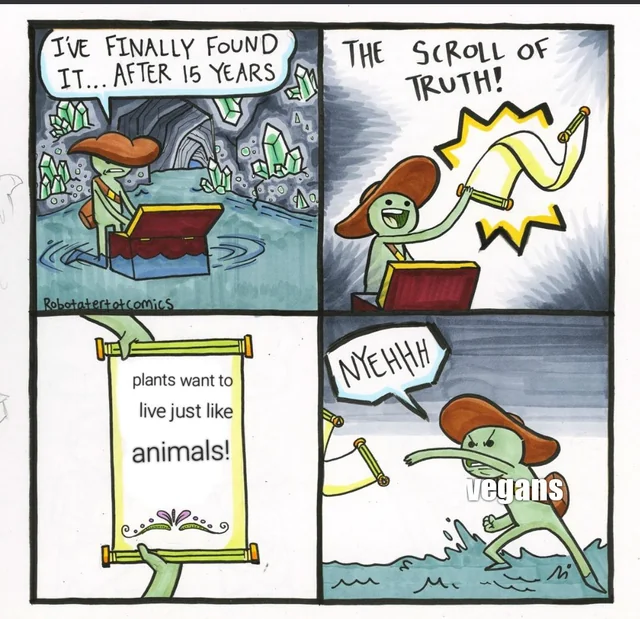 I'VE FINALLY FOUND
IT... AFTER 15 YEARS
THE SCROLL OF
TRUTH!
Robotatertotcomics
plants want to
live just like
animals!
NYEHHH
vegans